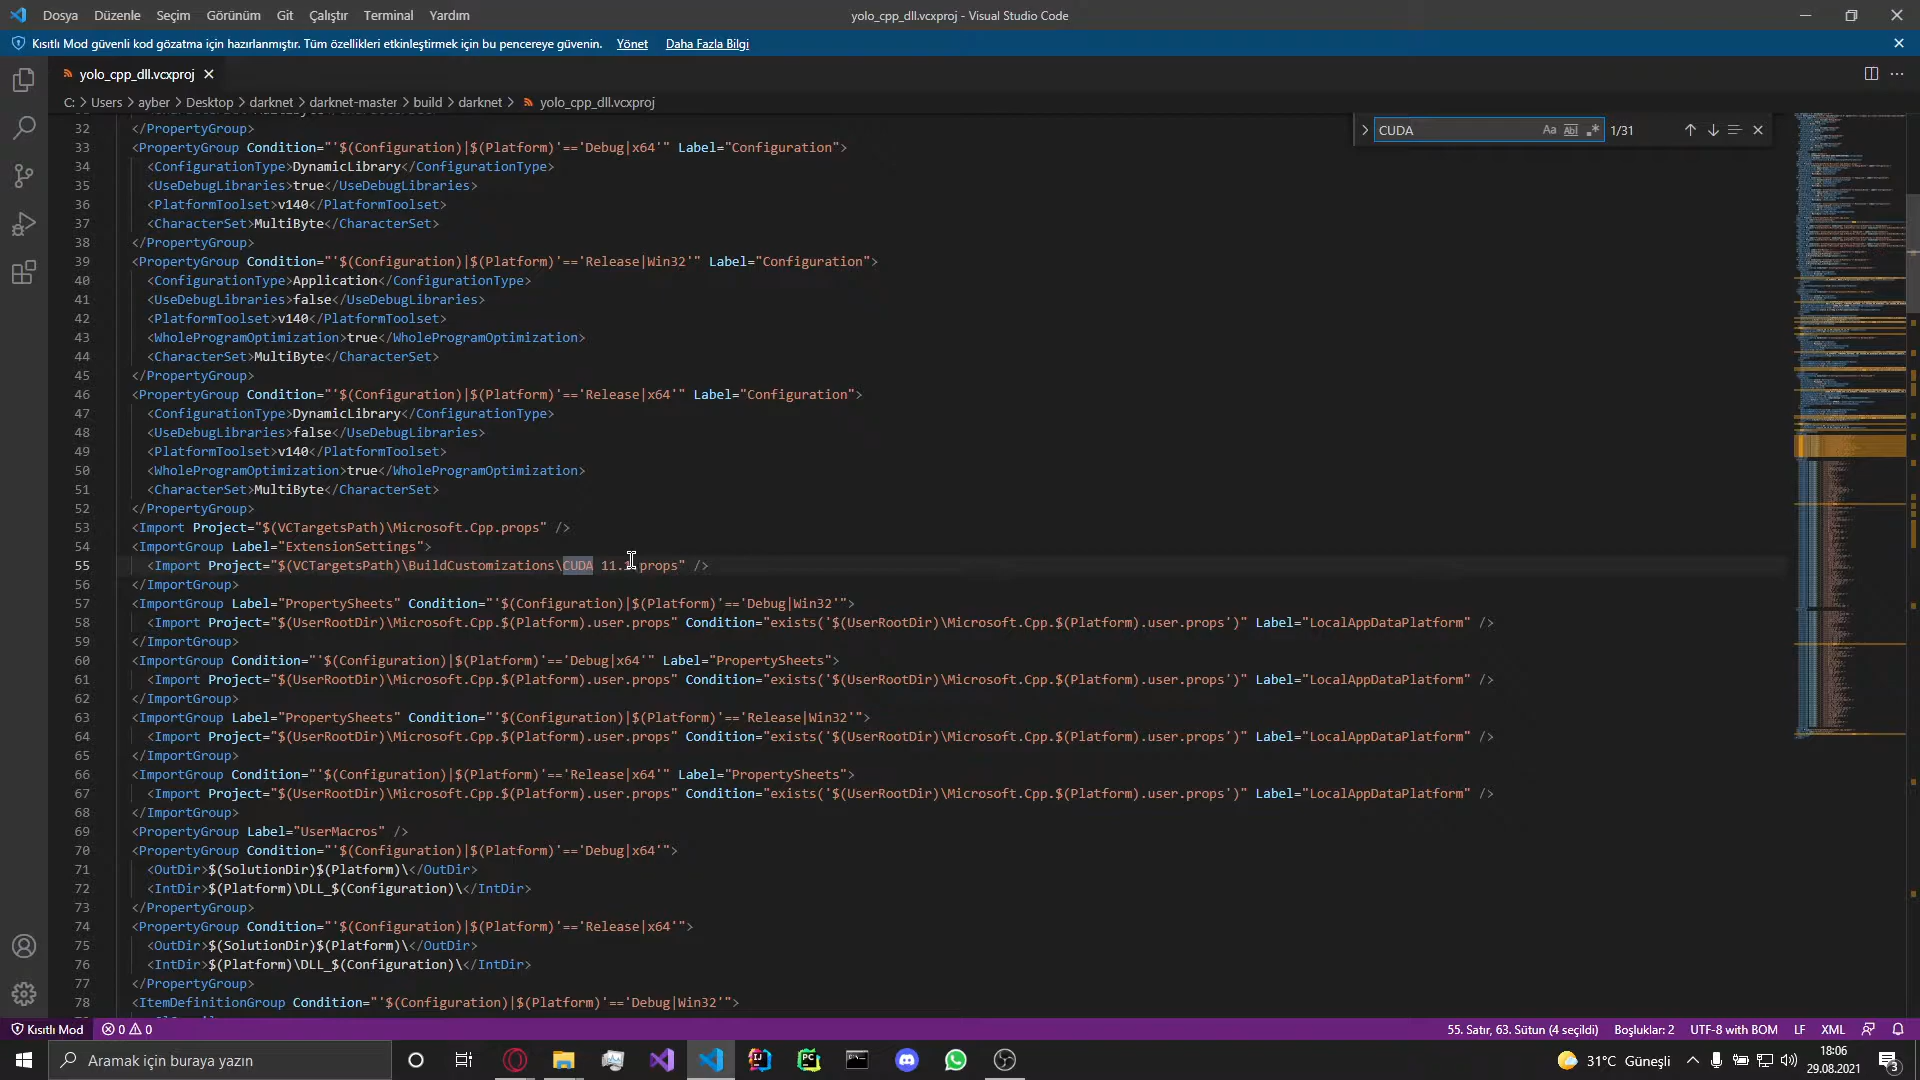 Dosya Düzenle Seçim Görünüm Git Çalıştır Terminal Yardım
yolo_cpp_dll.vcxproj - Visual Studio Code
Kısıtlı Mod güvenli kod gözatma için hazırlanmıştır. Tüm özellikleri etkinleştirmek için bu pencereye güvenin. Yönet Daha Fazla Bilgi
yolo_cpp_dll.vcxproj
C: > Users > ayber > Desktop > darknet > darknet-master > build > darknet > yolo_cpp_dll.vcxproj
CUDA 1/31
32 </PropertyGroup>
33 <PropertyGroup Condition="'$(Configuration)|$(Platform)'=='Debug|x64'" Label="Configuration">
34 <ConfigurationType>DynamicLibrary</ConfigurationType>
35 <UseDebugLibraries>true</UseDebugLibraries>
36 <PlatformToolset>v140</PlatformToolset>
37 <CharacterSet>MultiByte</CharacterSet>
38 </PropertyGroup>
39 <PropertyGroup Condition="'$(Configuration)|$(Platform)'=='Release|Win32'" Label="Configuration">
40 <ConfigurationType>Application</ConfigurationType>
41 <UseDebugLibraries>false</UseDebugLibraries>
42 <PlatformToolset>v140</PlatformToolset>
43 <WholeProgramOptimization>true</WholeProgramOptimization>
44 <CharacterSet>MultiByte</CharacterSet>
45 </PropertyGroup>
46 <PropertyGroup Condition="'$(Configuration)|$(Platform)'=='Release|x64'" Label="Configuration">
47 <ConfigurationType>DynamicLibrary</ConfigurationType>
48 <UseDebugLibraries>false</UseDebugLibraries>
49 <PlatformToolset>v140</PlatformToolset>
50 <WholeProgramOptimization>true</WholeProgramOptimization>
51 <CharacterSet>MultiByte</CharacterSet>
52 </PropertyGroup>
53 <Import Project="$(VCTargetsPath)\Microsoft.Cpp.props" />
54 <ImportGroup Label="ExtensionSettings">
55 <Import Project="$(VCTargetsPath)\BuildCustomizations\CUDA props" />
56 </ImportGroup>
57 <ImportGroup Label="PropertySheets" Condition="'$(Configuration)|$(Platform)'=='Debug|Win32'">
58 <Import Project="$(UserRootDir)\Microsoft.Cpp.$(Platform).user.props" Condition="exists('$(UserRootDir)\Microsoft.Cpp.$(Platform).user.props')" Label="LocalAppDataPlatform" />
59 </ImportGroup>
60 <ImportGroup Condition="'$(Configuration)|$(Platform)'=='Debug|x64'" Label="PropertySheets">
61 <Import Project="$(UserRootDir)\Microsoft.Cpp.$(Platform).user.props" Condition="exists('$(UserRootDir)\Microsoft.Cpp.$(Platform).user.props')" Label="LocalAppDataPlatform" />
62 </ImportGroup>
63 <ImportGroup Label="PropertySheets" Condition="'$(Configuration)|$(Platform)'=='Release|Win32'">
64 <Import Project="$(UserRootDir)\Microsoft.Cpp.$(Platform).user.props" Condition="exists('$(UserRootDir)\Microsoft.Cpp.$(Platform).user.props')" Label="LocalAppDataPlatform" />
65 </ImportGroup>
66 <ImportGroup Condition="'$(Configuration)|$(Platform)'=='Release|x64'" Label="PropertySheets">
67 <Import Project="$(UserRootDir)\Microsoft.Cpp.$(Platform).user.props" Condition="exists('$(UserRootDir)\Microsoft.Cpp.$(Platform).user.props')" Label="LocalAppDataPlatform" />
68 </ImportGroup>
69 <PropertyGroup Label="UserMacros" />
70 <PropertyGroup Condition="'$(Configuration)|$(Platform)'=='Debug|x64'">
71 <OutDir>$(SolutionDir)$(Platform)\</OutDir>
72 <IntDir>$(Platform)\DLL_$(Configuration)\</IntDir>
73 </PropertyGroup>
74 <PropertyGroup Condition="'$(Configuration)|$(Platform)'=='Release|x64'">
75 <OutDir>$(SolutionDir)$(Platform)\</OutDir>
76 <IntDir>$(Platform)\DLL_$(Configuration)\</IntDir>
77 </PropertyGroup>
78 <ItemDefinitionGroup Condition="'$(Configuration)|$(Platform)'=='Debug|Win32'">
Kısıtlı Mod 0 0 55. Satır, 63. Sütun (4 seçildi) Boşluklar: 2 UTF-8 with BOM LF XML
Aramak için buraya yazın
31°C Güneşli
18:06
29.08.2021
3